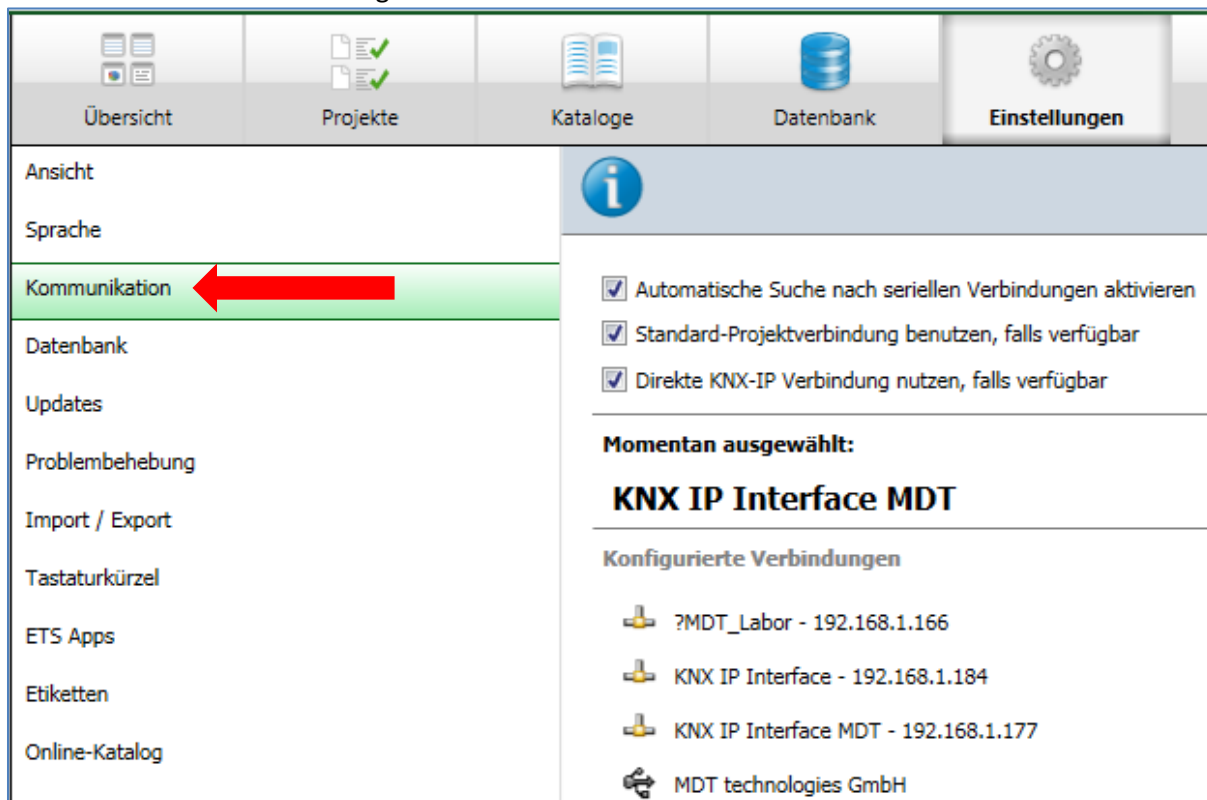 Übersicht
Projekte
Kataloge
Datenbank
Einstellungen
Ansicht
Sprache
Kommunikation
Datenbank
Updates
Problembehebung
Import / Export
Tastaturkürzel
ETS Apps
Etiketten
Online-Katalog
Automatische Suche nach seriellen Verbindungen aktivieren
Standard-Projektverbindung benutzen, falls verfügbar
Direkte KNX-IP Verbindung nutzen, falls verfügbar
Momentan ausgewählt:
KNX IP Interface MDT
Konfigurierte Verbindungen
?MDT_Labor - 192.168.1.166
KNX IP Interface - 192.168.1.184
KNX IP Interface MDT - 192.168.1.177
MDT technologies GmbH